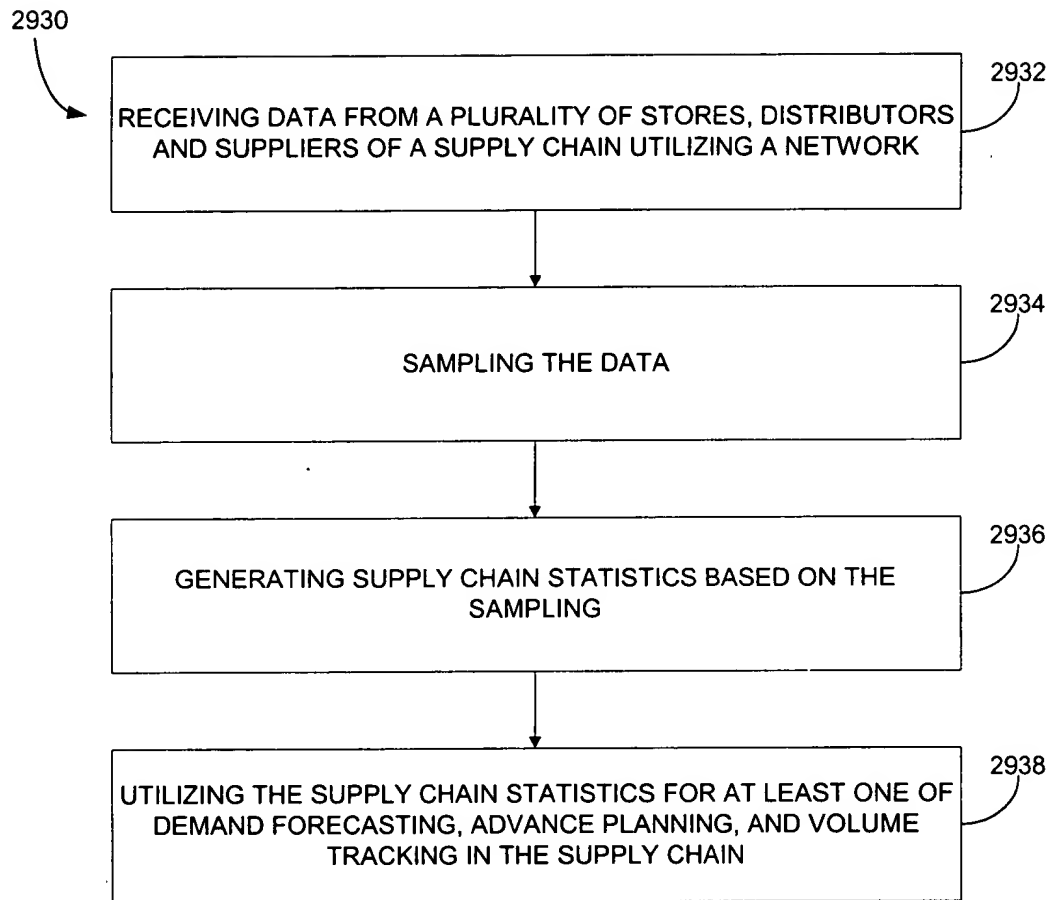 2930
2932
RECEIVING DATA FROM A PLURALITY OF STORES, DISTRIBUTORS
AND SUPPLIERS OF A SUPPLY CHAIN UTILIZING A NETWORK
2934
SAMPLING THE DATA
2936
GENERATING SUPPLY CHAIN STATISTICS BASED ON THE
SAMPLING
2938
UTILIZING THE SUPPLY CHAIN STATISTICS FOR AT LEAST ONE OF
DEMAND FORECASTING, ADVANCE PLANNING, AND VOLUME
TRACKING IN THE SUPPLY CHAIN